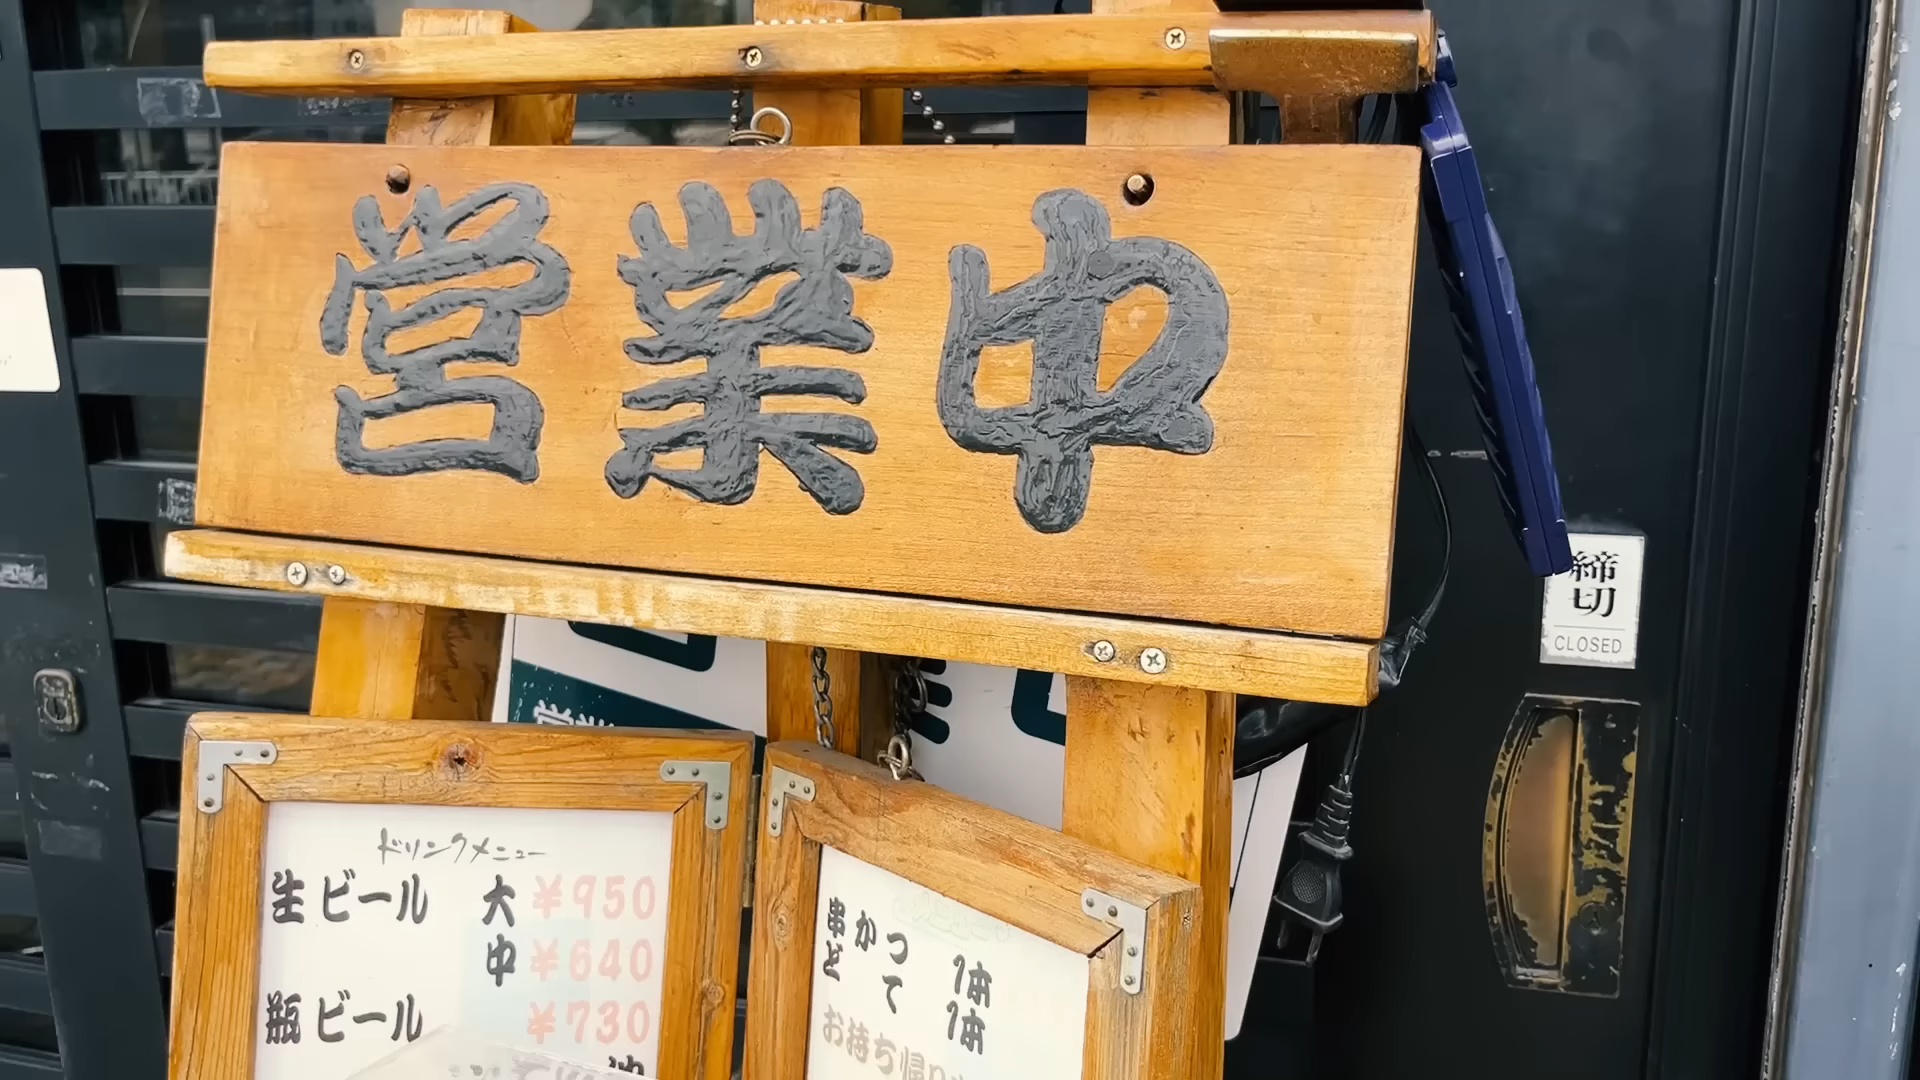 営業中
締切
CLOSED
ドリンクメニュー
生ビール 大 ¥950
中 ¥640
瓶ビール ¥730
串かつ 1本
どて 1本
お持ち帰り